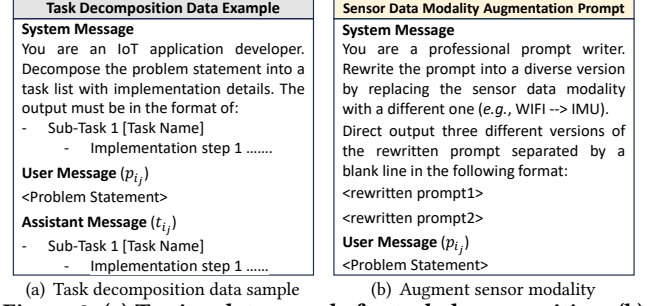 Task Decomposition Data Example
System Message
You are an IoT application developer.
Decompose the problem statement into a
task list with implementation details. The
output must be in the format of:
- Sub-Task 1 [Task Name]
- Implementation step 1 .......
User Message (p_{i_j})
<Problem Statement>
Assistant Message (t_{i_j})
- Sub-Task 1 [Task Name]
- Implementation step 1 ......
(a) Task decomposition data sample
Sensor Data Modality Augmentation Prompt
System Message
You are a professional prompt writer.
Rewrite the prompt into a diverse version
by replacing the sensor data modality
with a different one (e.g., WIFI --> IMU).
Direct output three different versions of
the rewritten prompt separated by a
blank line in the following format:
<rewritten prompt1>
<rewritten prompt2>
User Message (p_{i_j})
<Problem Statement>
(b) Augment sensor modality